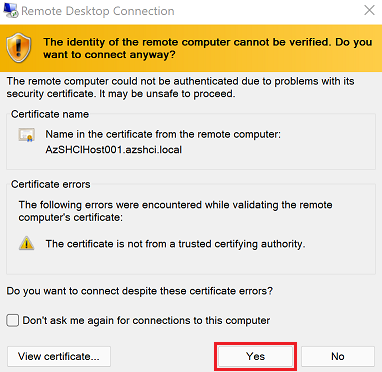 Remote Desktop Connection
The identity of the remote computer cannot be verified. Do you
want to connect anyway?
The remote computer could not be authenticated due to problems with its
security certificate. It may be unsafe to proceed.
Certificate name
Name in the certificate from the remote computer:
AzSHCIHost001.azshci.local
Certificate errors
The following errors were encountered while validating the remote
computer's certificate:
The certificate is not from a trusted certifying authority.
Do you want to connect despite these certificate errors?
Don't ask me again for connections to this computer
View certificate... Yes No